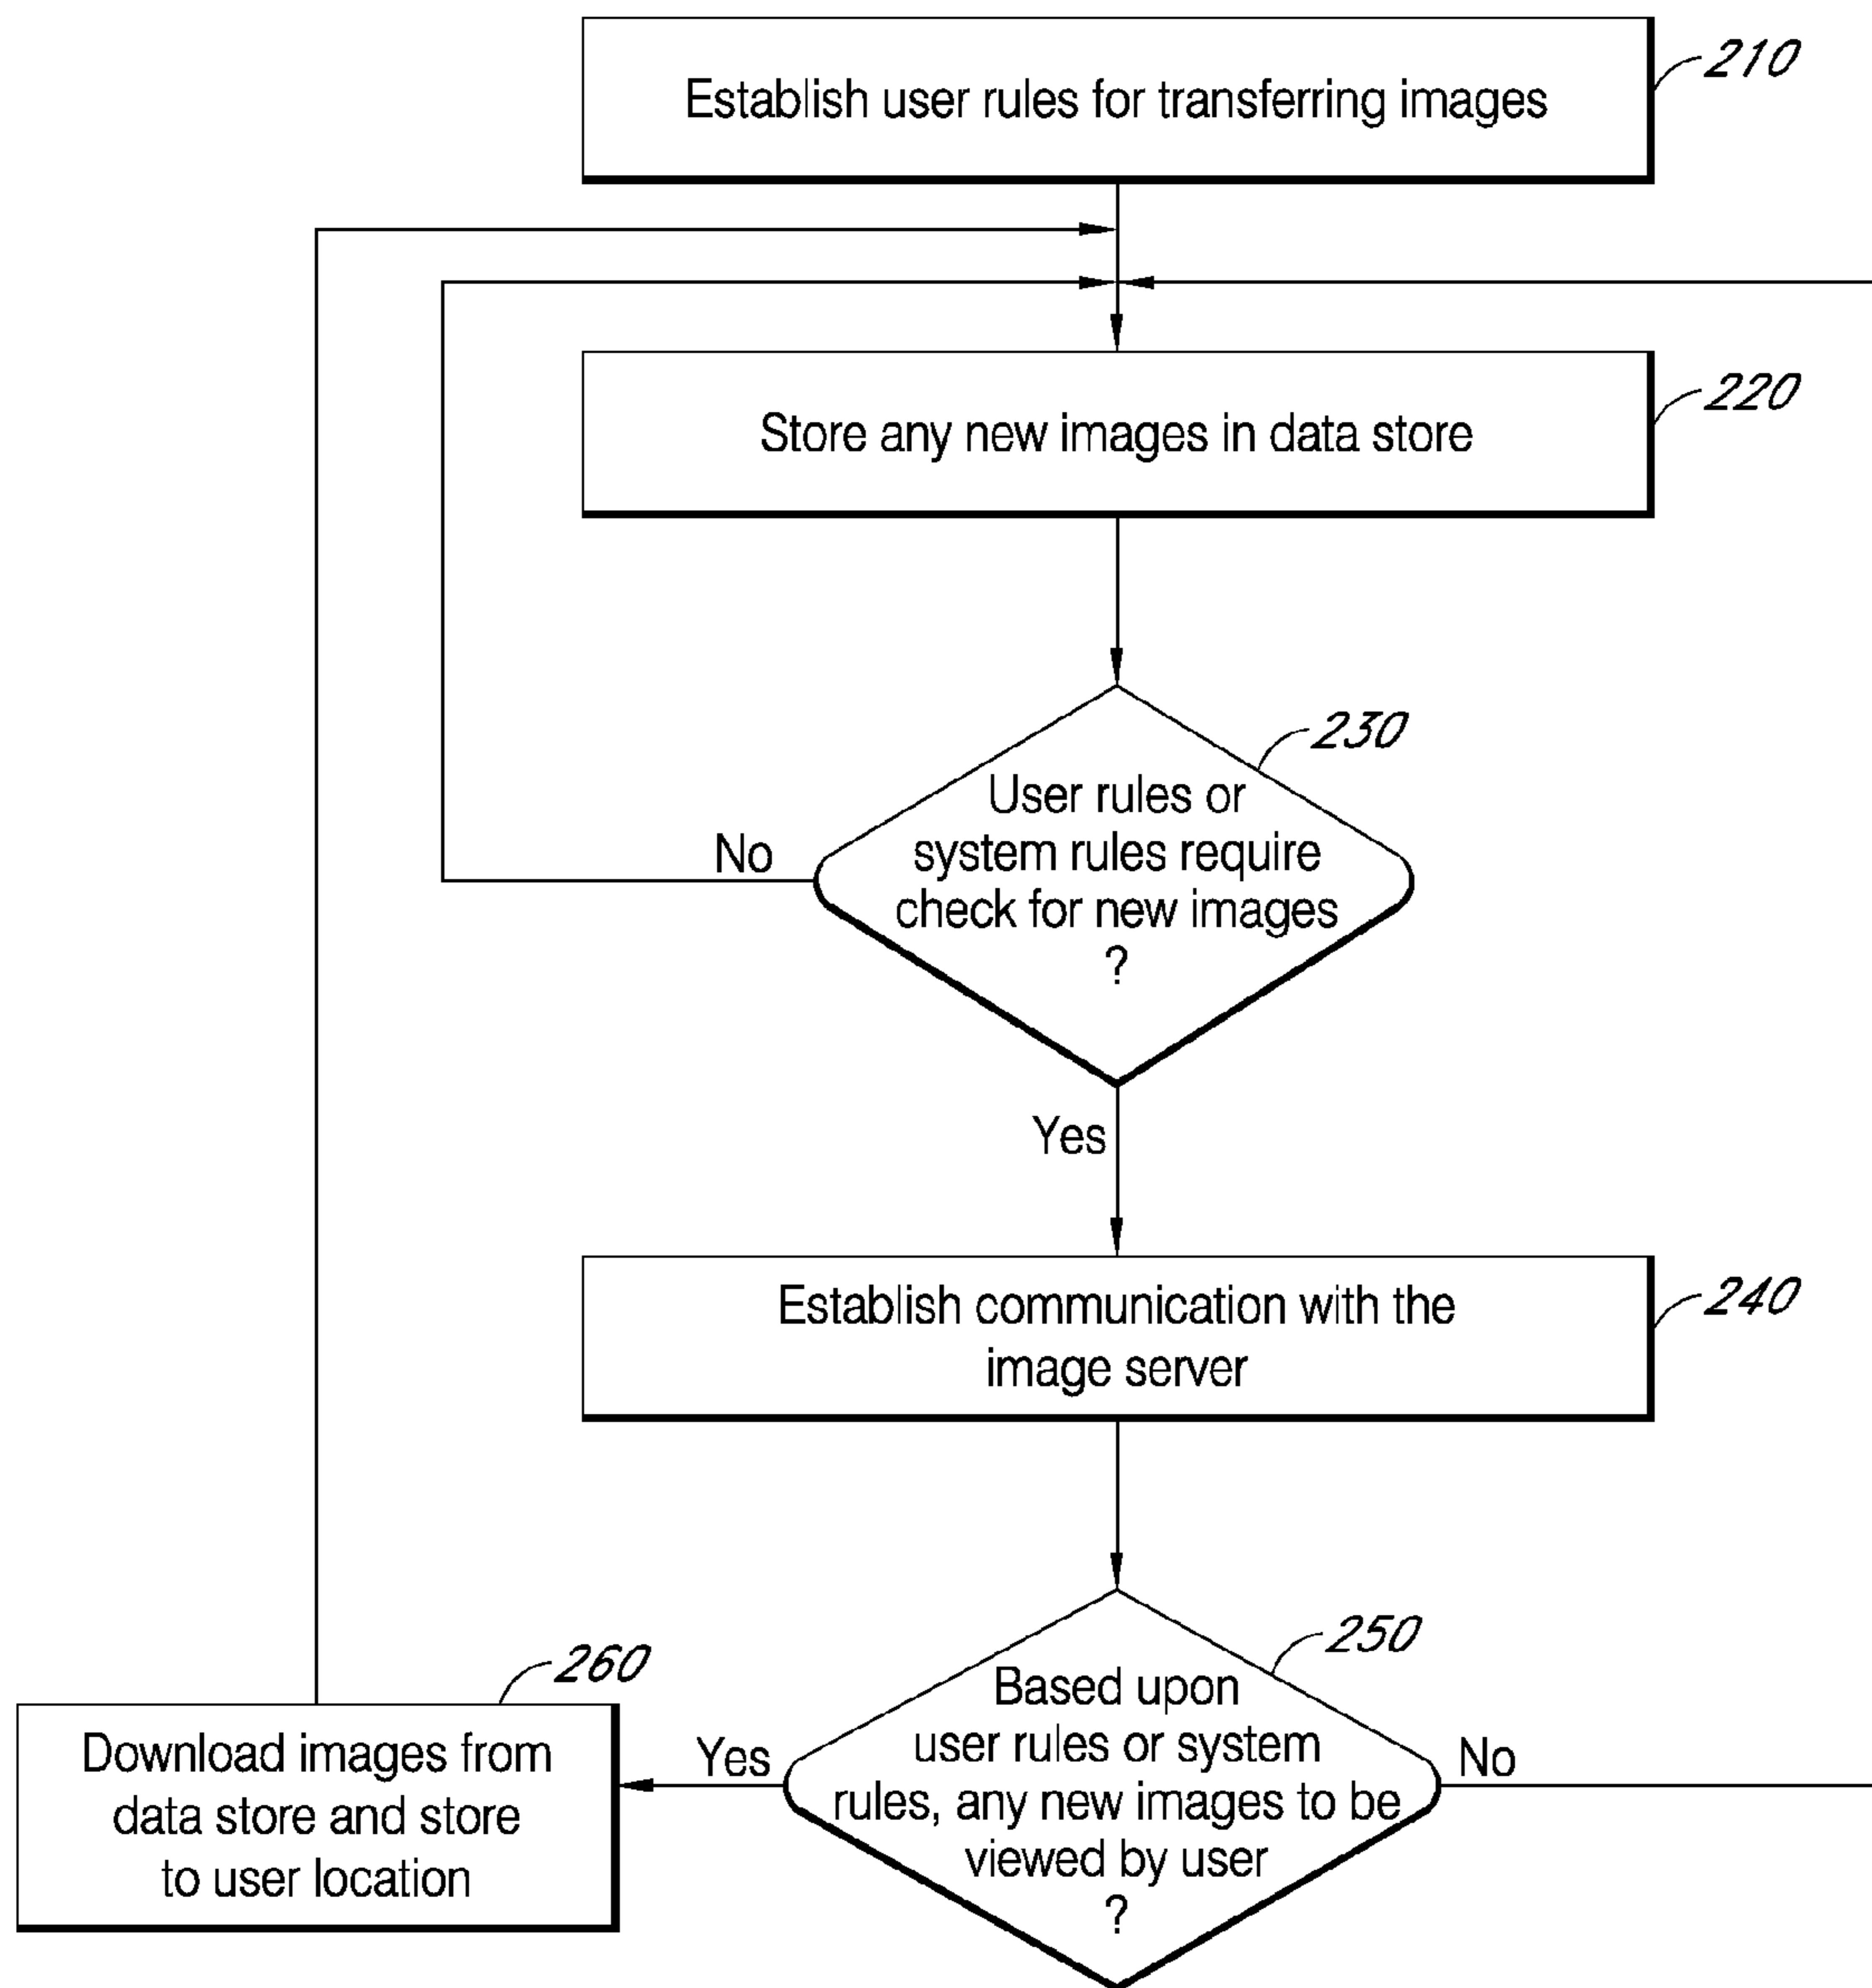 Establish user rules for transferring images
210
Store any new images in data store
220
230
User rules or
system rules require
check for new images
?
No
Yes
Establish communication with the
image server
240
250
Based upon
user rules or system
rules, any new images to be
viewed by user
?
Yes
No
260
Download images from
data store and store
to user location